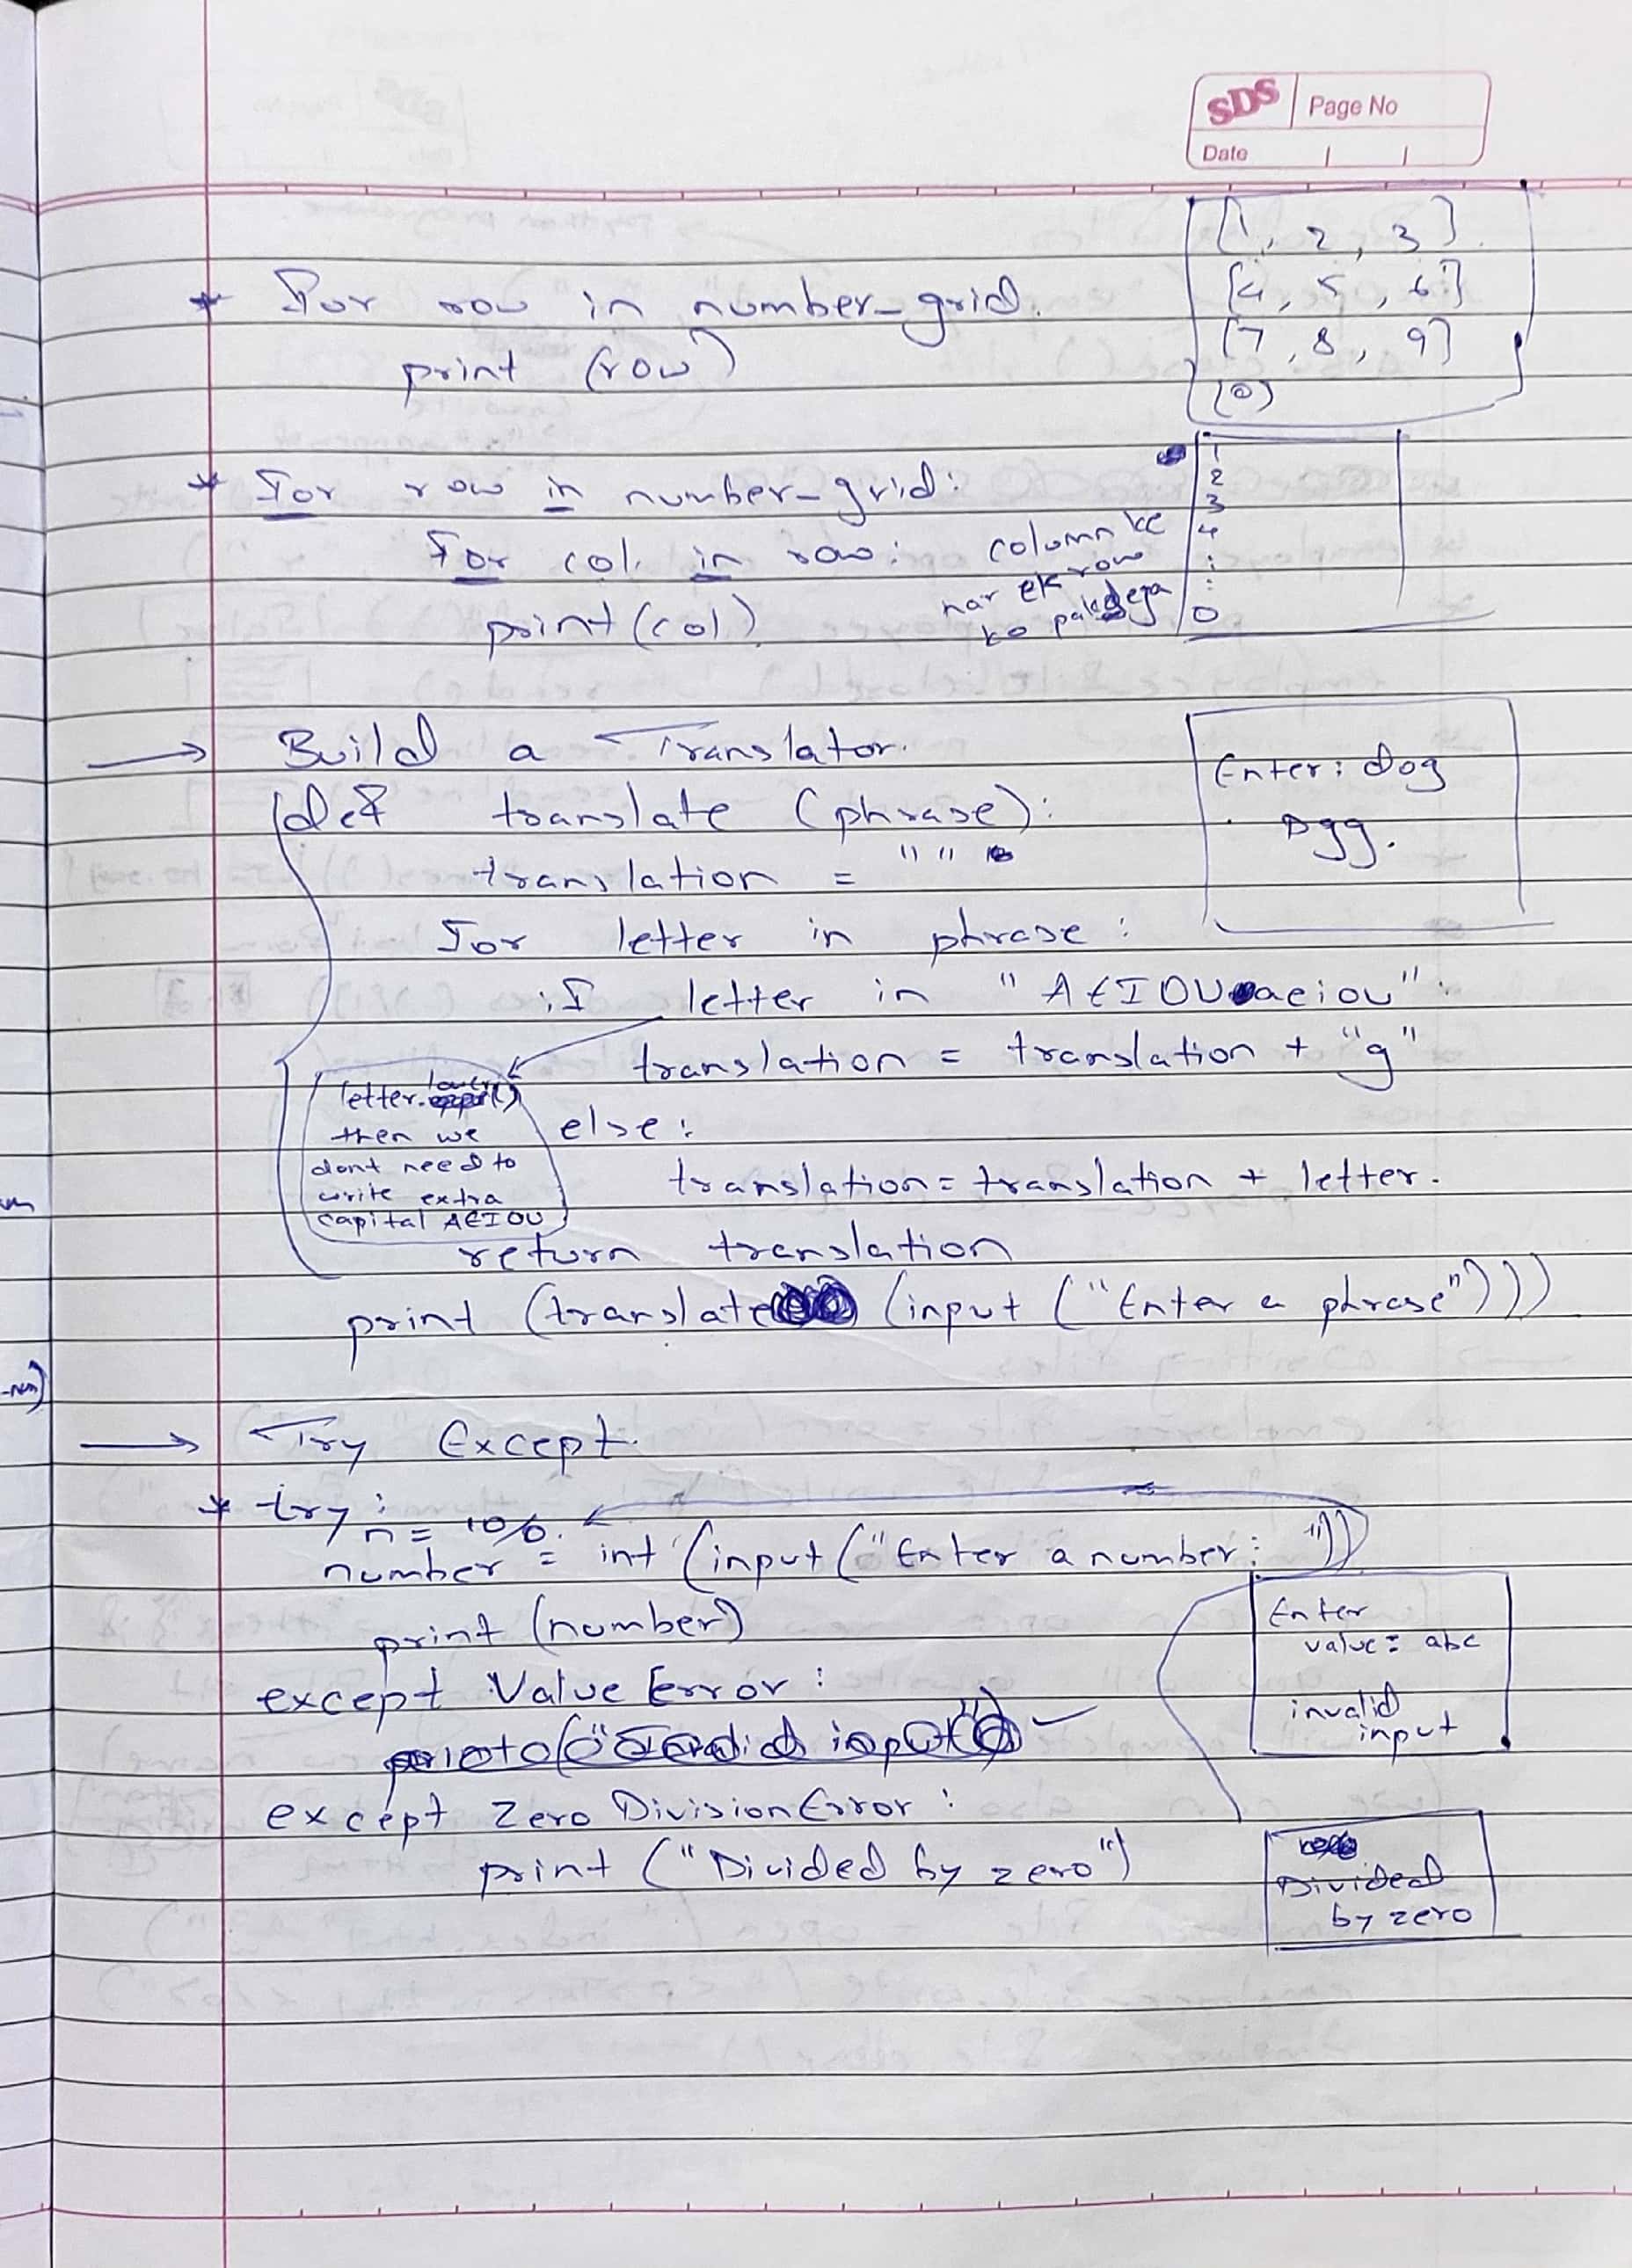 SDS Page No
Date
[1, 2, 3]
[4, 5, 6]
[7, 8, 9]
[0]
* For row in number_grid.
print (row)
* For row in number_grid:
For col in row:
print(col)
column ke
har ek row
ko pakdega
1
2
3
4
:
:
0
→ Build a Translator.
def translate (phrase):
translation = " "
For letter in phrase:
if letter in "AEIOUaeiou":
translation = translation + "g"
else:
translation = translation + letter.
return translation
print (translate (input ("Enter a phrase")))
letter.lower()
then we
dont need to
write extra
capital AEIOU
Enter: dog
Dgg.
→ Try Except.
* try:
n = 10/0.
number = int (input ("Enter a number: "))
print (number)
except Value Error:
print ("Invalid input")
except Zero Division Error:
print ("Divided by zero")
Enter
value: abc
invalid
input
Divided
by zero